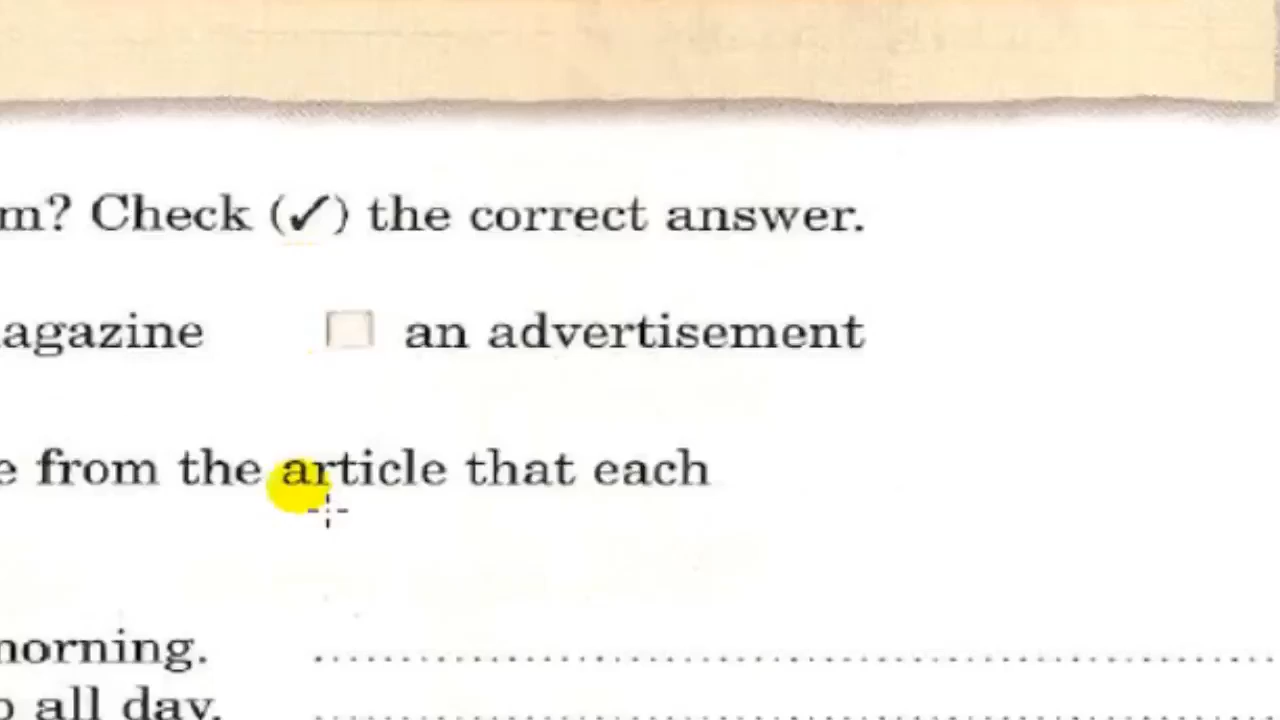 m? Check (✓) the correct answer.
agazine an advertisement
e from the article that each
norning.
o all day.